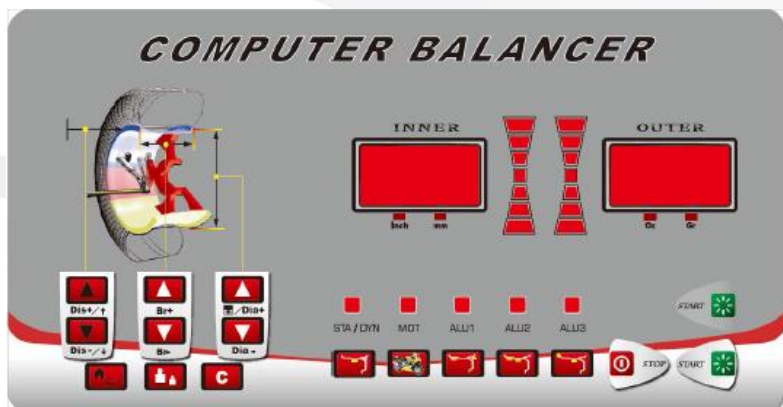 COMPUTER BALANCER
INNER
OUTER
Inch mm
Oz Gr
Dis+/↑ Br+ /Dia+
Dis-/↓ Br- Dia-
START
STA/DYN MOT ALU1 ALU2 ALU3
C
STOP START